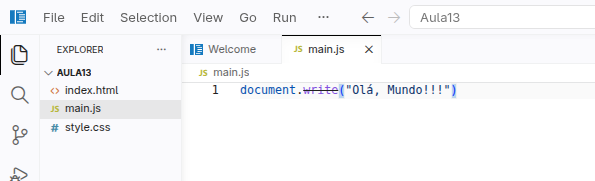 File Edit Selection View Go Run ··· Aula13
EXPLORER ···
Welcome
JS main.js
AULA13
JS main.js
index.html
1 document.write("Olá, Mundo!!!")
JS main.js
# style.css